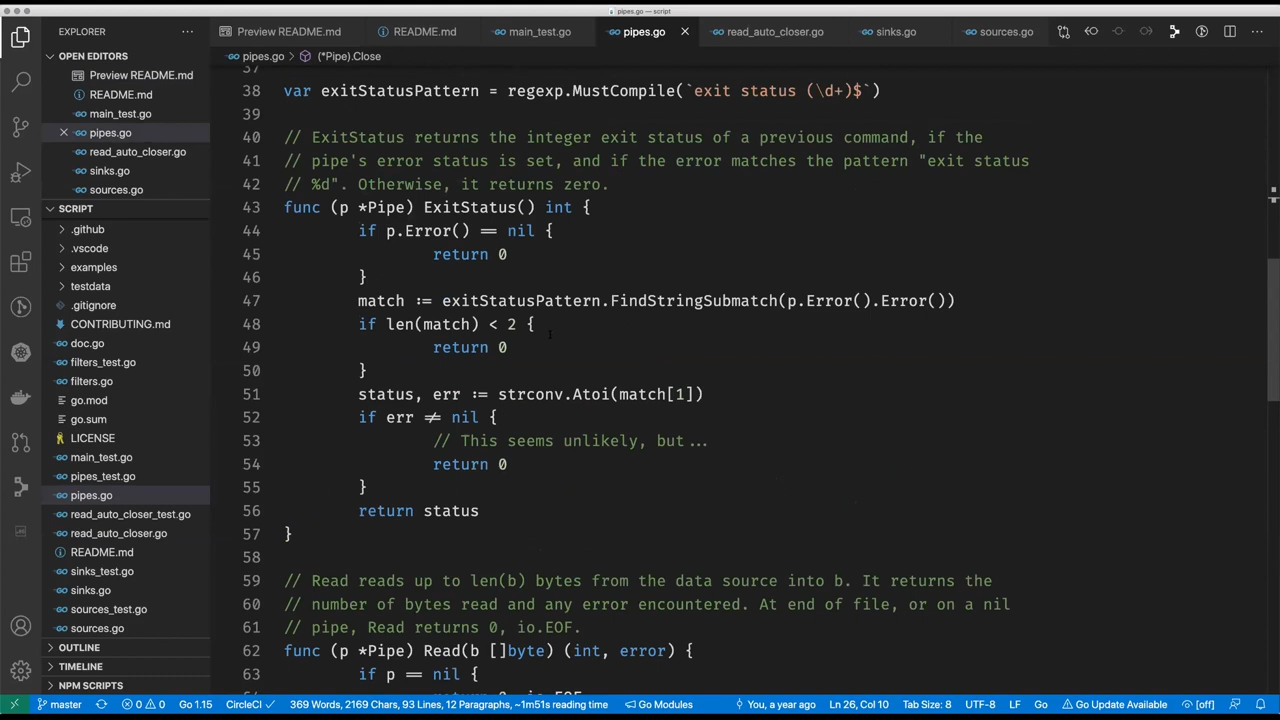 pipes.go — script
EXPLORER
Preview README.md
README.md
main_test.go
pipes.go
read_auto_closer.go
sinks.go
sources.go
OPEN EDITORS
Preview README.md
README.md
main_test.go
pipes.go
read_auto_closer.go
sinks.go
sources.go
SCRIPT
.github
.vscode
examples
testdata
.gitignore
CONTRIBUTING.md
doc.go
filters_test.go
filters.go
go.mod
go.sum
LICENSE
main_test.go
pipes_test.go
pipes.go
read_auto_closer_test.go
read_auto_closer.go
README.md
sinks_test.go
sinks.go
sources_test.go
sources.go
OUTLINE
TIMELINE
NPM SCRIPTS
pipes.go > (*Pipe).Close
37
38 var exitStatusPattern = regexp.MustCompile(`exit status (\d+)$`)
39
40 // ExitStatus returns the integer exit status of a previous command, if the
41 // pipe's error status is set, and if the error matches the pattern "exit status
42 // %d". Otherwise, it returns zero.
43 func (p *Pipe) ExitStatus() int {
44 if p.Error() == nil {
45 return 0
46 }
47 match := exitStatusPattern.FindStringSubmatch(p.Error().Error())
48 if len(match) < 2 {
49 return 0
50 }
51 status, err := strconv.Atoi(match[1])
52 if err != nil {
53 // This seems unlikely, but...
54 return 0
55 }
56 return status
57 }
58
59 // Read reads up to len(b) bytes from the data source into b. It returns the
60 // number of bytes read and any error encountered. At end of file, or on a nil
61 // pipe, Read returns 0, io.EOF.
62 func (p *Pipe) Read(b []byte) (int, error) {
63 if p == nil {
64 return 0, io.EOF
master 0 0 Go 1.15 CircleCI ✓ 369 Words, 2169 Chars, 93 Lines, 12 Paragraphs, ~1m51s reading time Go Modules You, a year ago Ln 26, Col 10 Tab Size: 8 UTF-8 LF Go Go Update Available [off]